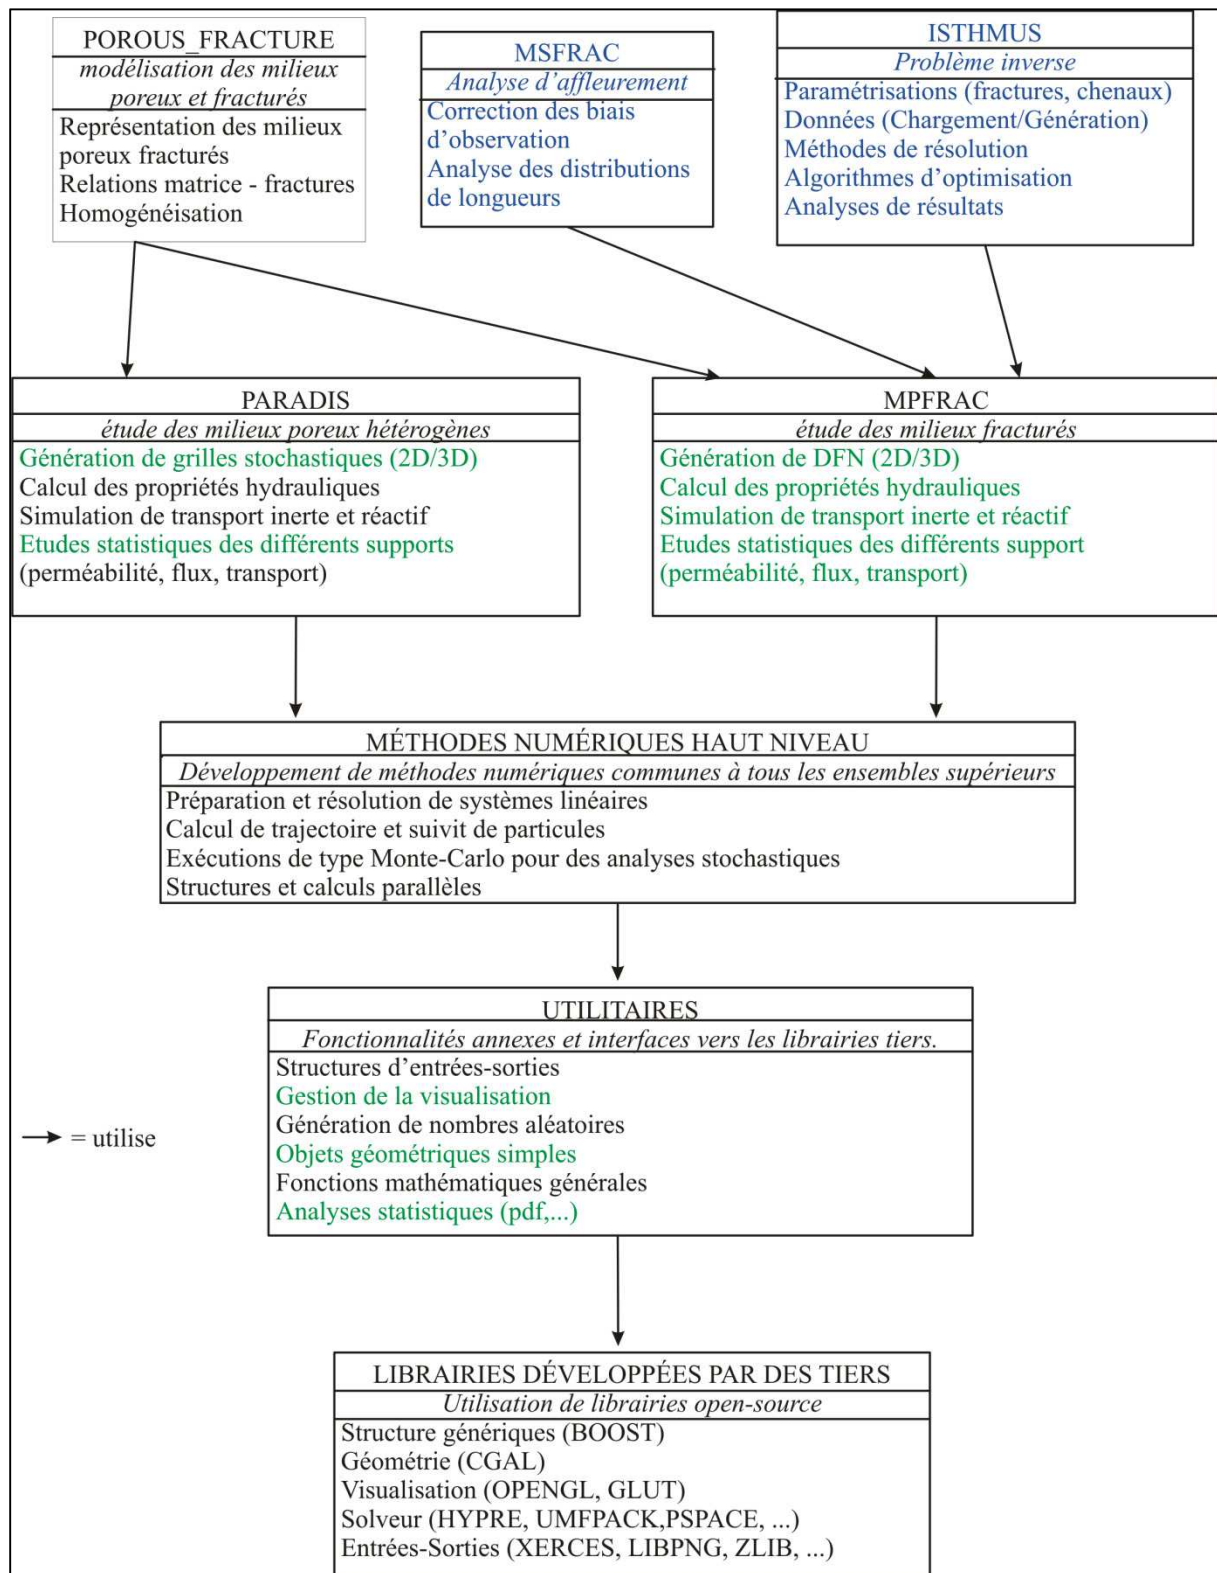 POROUS_FRACTURE
modélisation des milieux
poreux et fracturés
Représentation des milieux
poreux fracturés
Relations matrice - fractures
Homogénéisation
MSFRAC
Analyse d’affleurement
Correction des biais
d’observation
Analyse des distributions
de longueurs
ISTHMUS
Problème inverse
Paramétrisations (fractures, chenaux)
Données (Chargement/Génération)
Méthodes de résolution
Algorithmes d’optimisation
Analyses de résultats
PARADIS
étude des milieux poreux hétérogènes
Génération de grilles stochastiques (2D/3D)
Calcul des propriétés hydrauliques
Simulation de transport inerte et réactif
Etudes statistiques des différents supports
(perméabilité, flux, transport)
MPFRAC
étude des milieux fracturés
Génération de DFN (2D/3D)
Calcul des propriétés hydrauliques
Simulation de transport inerte et réactif
Etudes statistiques des différents support
(perméabilité, flux, transport)
MÉTHODES NUMÉRIQUES HAUT NIVEAU
Développement de méthodes numériques communes à tous les ensembles supérieurs
Préparation et résolution de systèmes linéaires
Calcul de trajectoire et suivit de particules
Exécutions de type Monte-Carlo pour des analyses stochastiques
Structures et calculs parallèles
UTILITAIRES
Fonctionnalités annexes et interfaces vers les librairies tiers.
Structures d’entrées-sorties
Gestion de la visualisation
Génération de nombres aléatoires
Objets géométriques simples
Fonctions mathématiques générales
Analyses statistiques (pdf,...)
= utilise
LIBRAIRIES DÉVELOPPÉES PAR DES TIERS
Utilisation de librairies open-source
Structure génériques (BOOST)
Géométrie (CGAL)
Visualisation (OPENGL, GLUT)
Solveur (HYPRE, UMFPACK,PSPACE, ...)
Entrées-Sorties (XERCES, LIBPNG, ZLIB, ...)